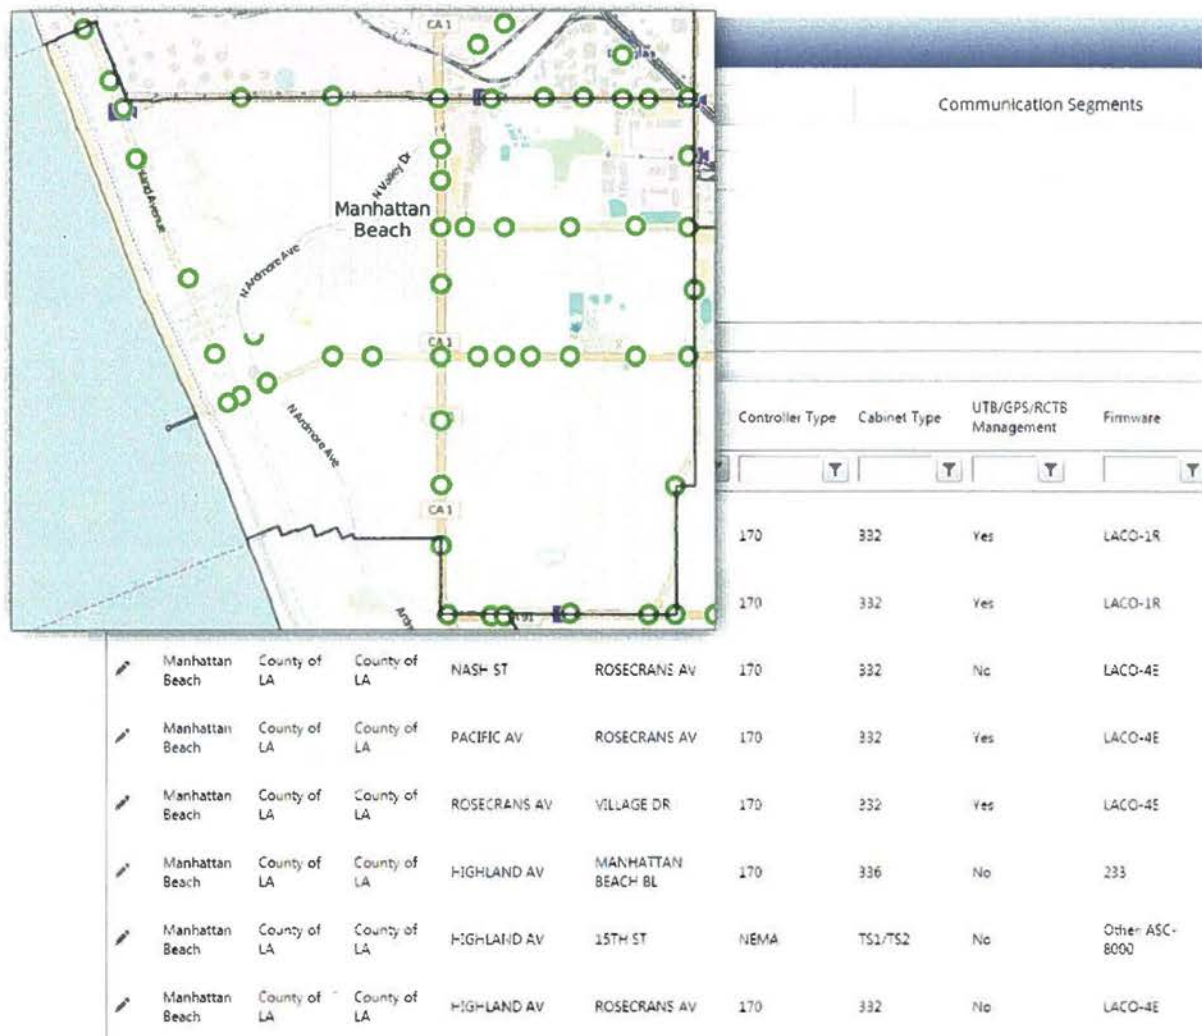 CA 1
Communication Segments
N Valley Dr
Manhattan
Beach
N Ardmore Ave
CA 1
N Ardmore Ave
CA 1
Controller Type Cabinet Type UTB/GPS/RCTB Management Firmware
170 332 Yes LACO-1R
170 332 Yes LACO-1R
Manhattan Beach County of LA County of LA NASH ST ROSECRANS AV 170 332 No LACO-4E
Manhattan Beach County of LA County of LA PACIFIC AV ROSECRANS AV 170 332 Yes LACO-4E
Manhattan Beach County of LA County of LA ROSECRANS AV VILLAGE DR 170 332 Yes LACO-4E
Manhattan Beach County of LA County of LA HIGHLAND AV MANHATTAN BEACH BL 170 336 No 233
Manhattan Beach County of LA County of LA HIGHLAND AV 15TH ST NEMA TS1/TS2 No Other: ASC-8000
Manhattan Beach County of LA County of LA HIGHLAND AV ROSECRANS AV 170 332 No LACO-4E